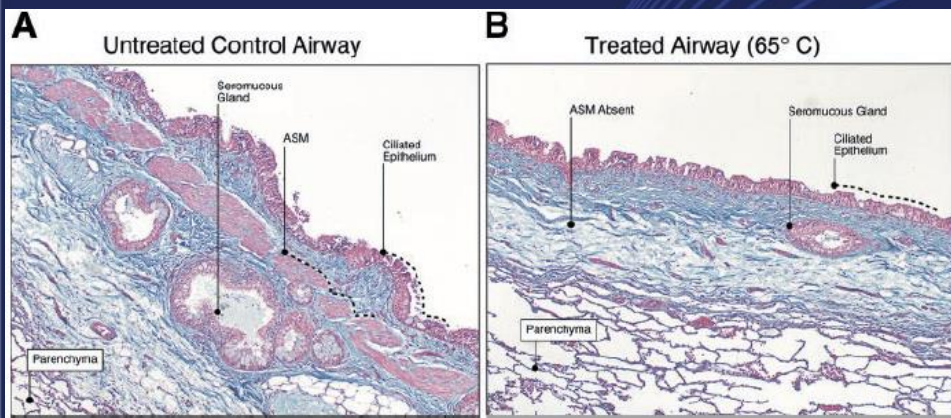 A
Untreated Control Airway
Seromucous
Gland
ASM
Ciliated
Epithelium
Parenchyma
B
Treated Airway (65° C)
ASM Absent
Seromucous Gland
Ciliated
Epithelium
Parenchyma